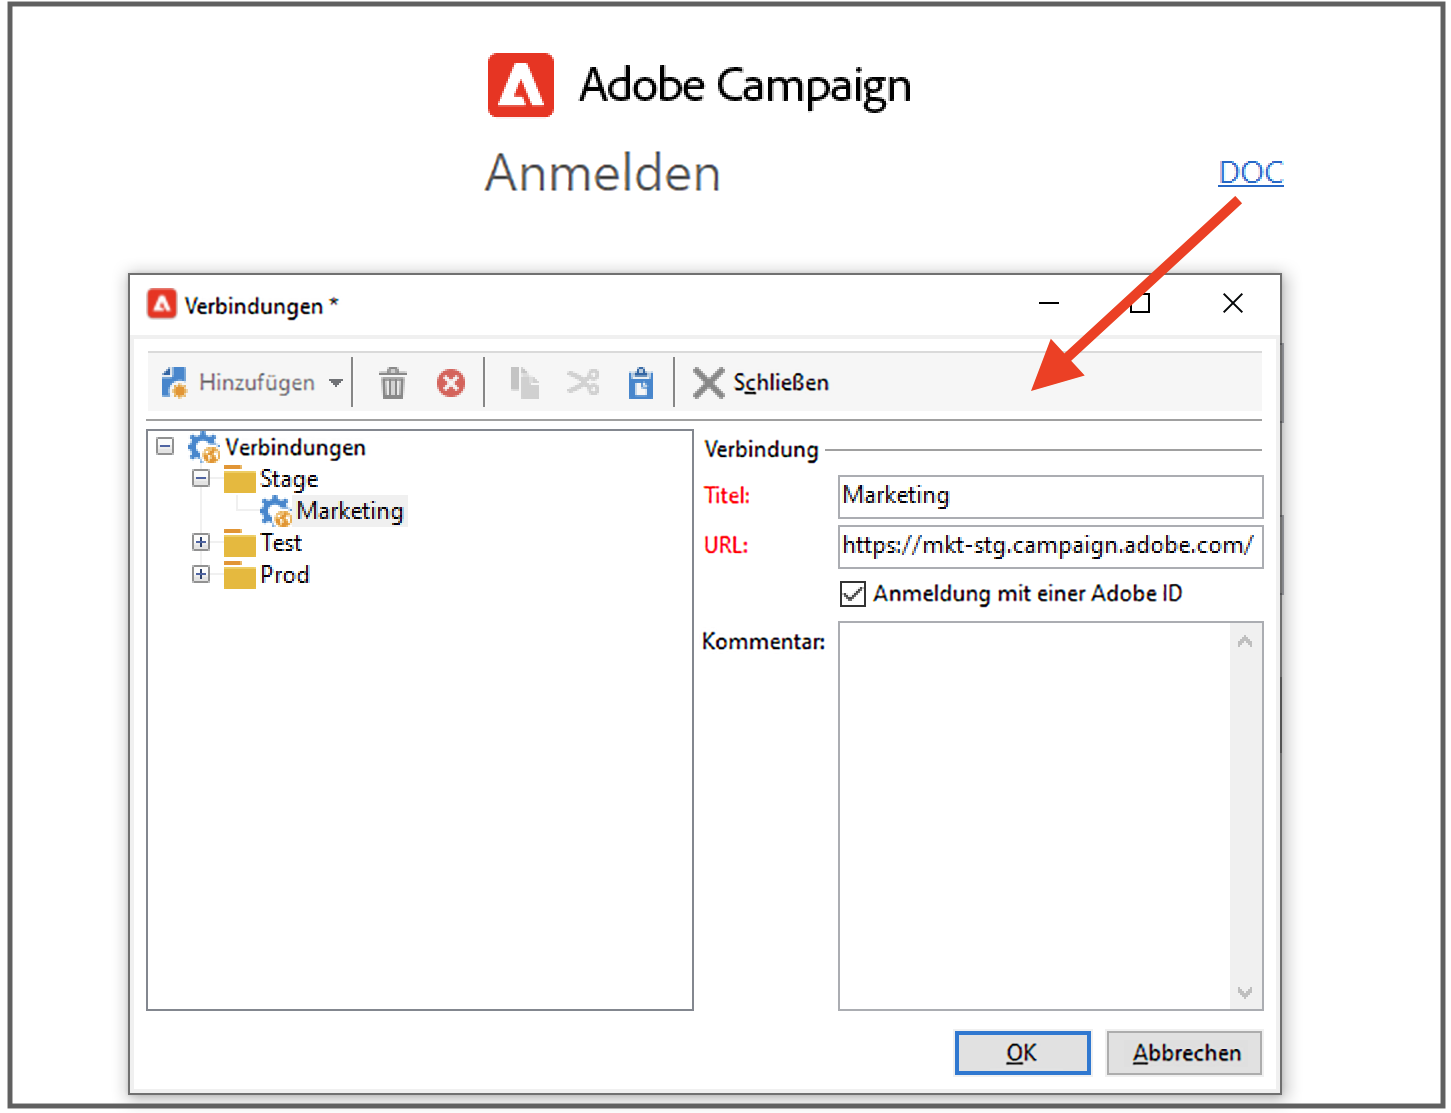 Adobe Campaign
Anmelden
DOC
Verbindungen *
Hinzufügen
Schließen
Verbindungen
Stage
Marketing
Test
Prod
Verbindung
Titel:
Marketing
URL:
https://mkt-stg.campaign.adobe.com/
Anmeldung mit einer Adobe ID
Kommentar:
OK
Abbrechen